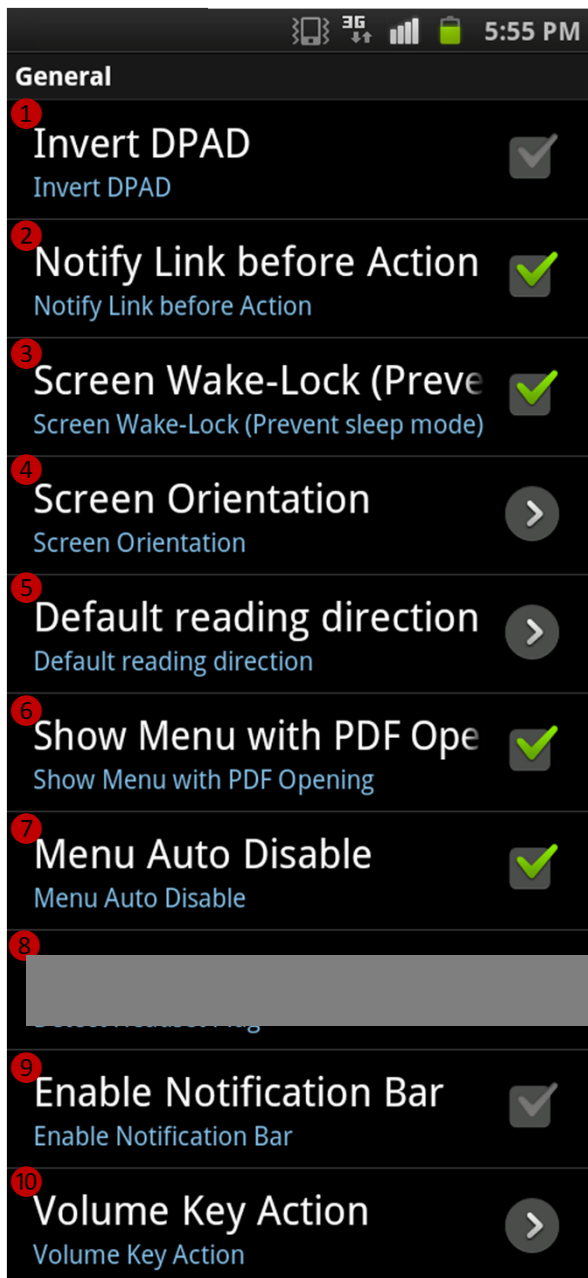 3G 5:55 PM
General
1
Invert DPAD
Invert DPAD
2
Notify Link before Action
Notify Link before Action
3
Screen Wake-Lock (Preve
Screen Wake-Lock (Prevent sleep mode)
4
Screen Orientation
Screen Orientation
5
Default reading direction
Default reading direction
6
Show Menu with PDF Ope
Show Menu with PDF Opening
7
Menu Auto Disable
Menu Auto Disable
8
9
Enable Notification Bar
Enable Notification Bar
10
Volume Key Action
Volume Key Action